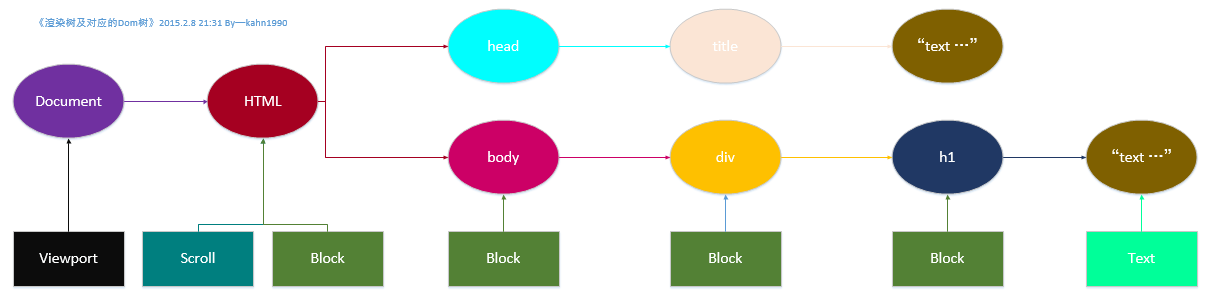 《渲染树及对应的Dom树》2015.2.8 21:31 By—kahn1990
head
title
“text …”
Document
HTML
body
div
h1
“text …”
Viewport
Scroll
Block
Block
Block
Block
Text